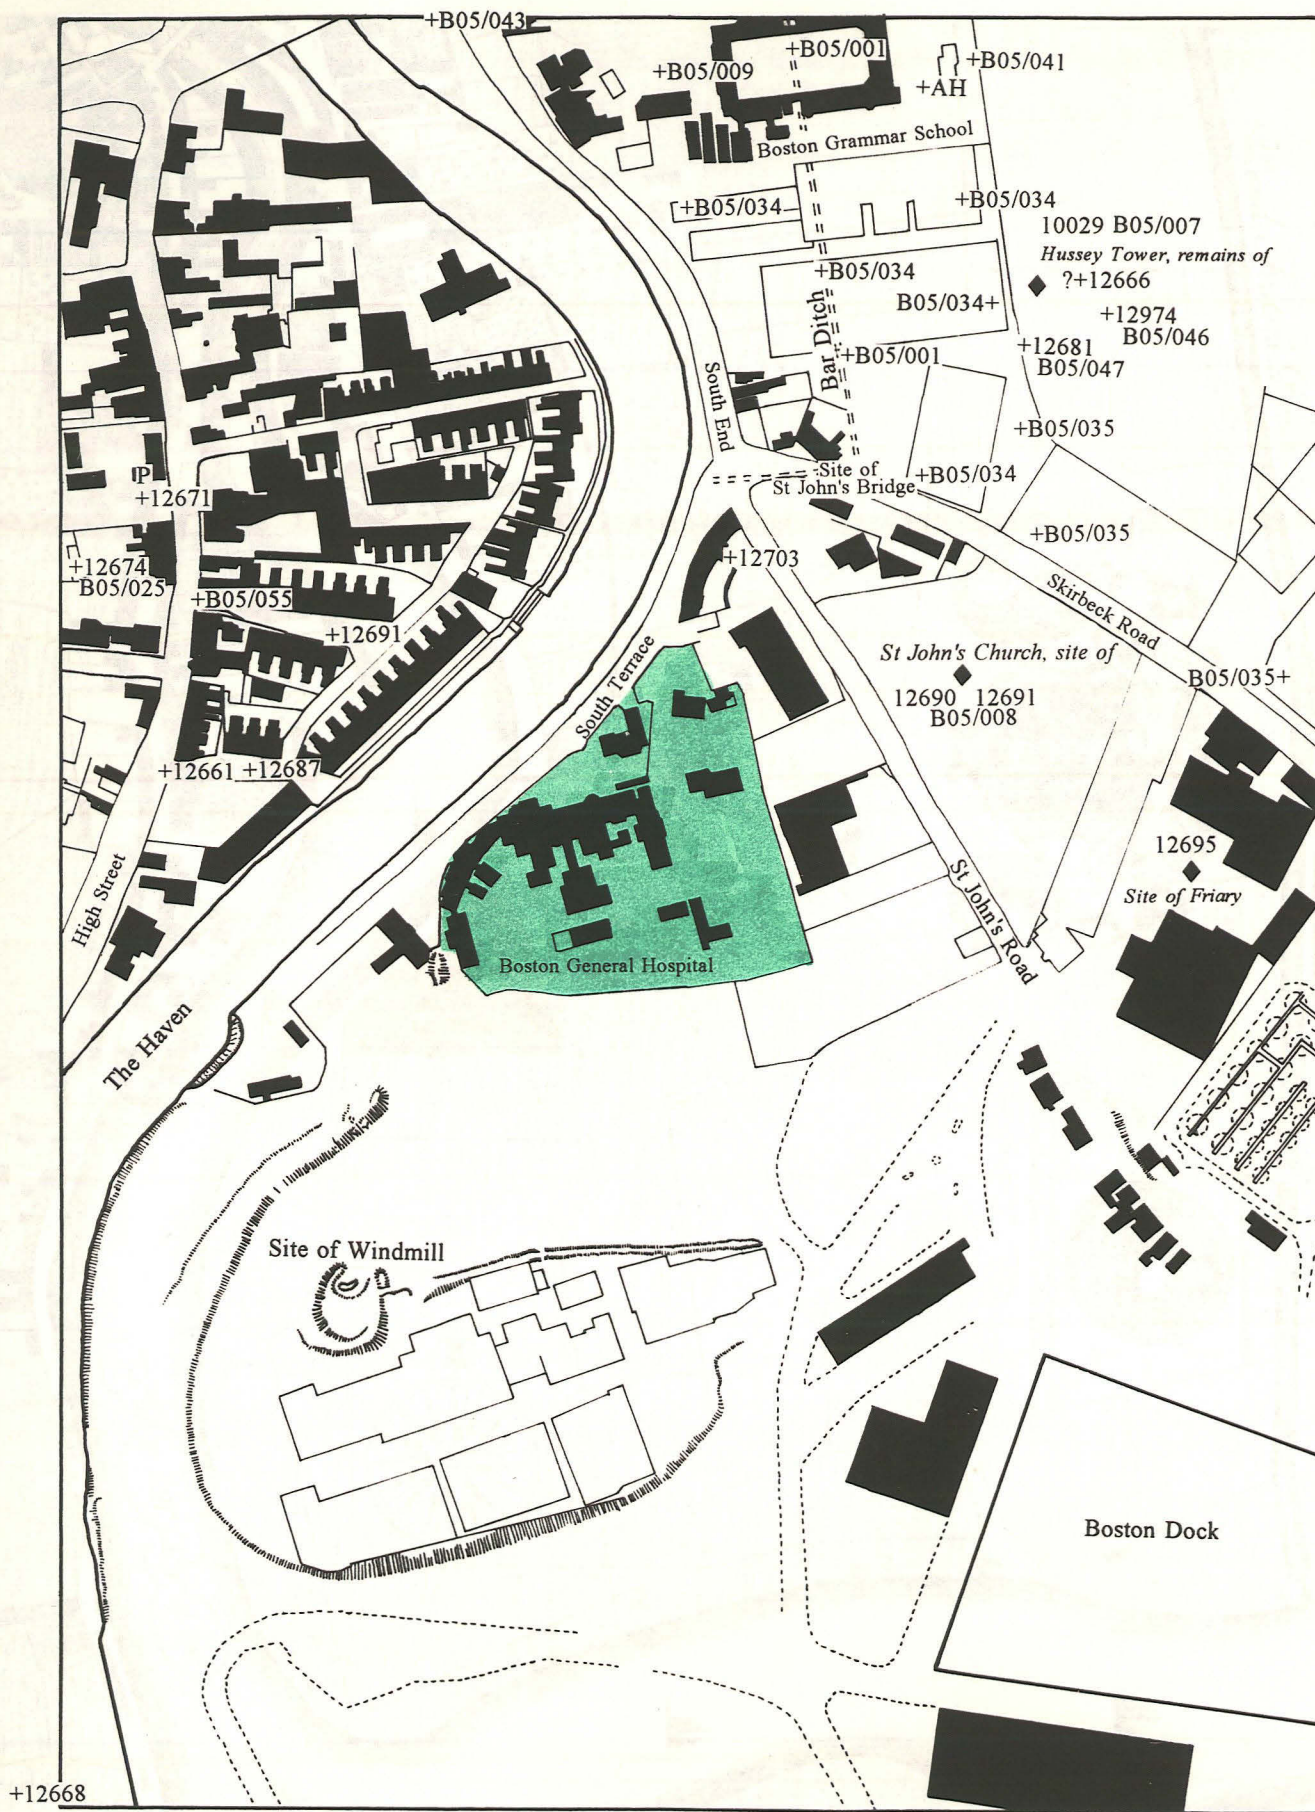 +B05/043
+B05/001
+B05/009
+B05/041
+AH
Boston Grammar School
+B05/034
+B05/034
10029 B05/007
Hussey Tower, remains of
?+12666
+B05/034
B05/034+
+12974
B05/046
Bar Ditch
+B05/001
+12681
B05/047
South End
+B05/035
IP
+12671
Site of
St John's Bridge
+B05/034
+B05/035
+12703
+12674
B05/025
+B05/055
+12691
Skirbeck Road
South Terrace
St John's Church, site of
12690 12691
B05/008
B05/035+
+12661 +12687
High Street
12695
Site of Friary
St John's Road
Boston General Hospital
The Haven
Site of Windmill
Boston Dock
+12668